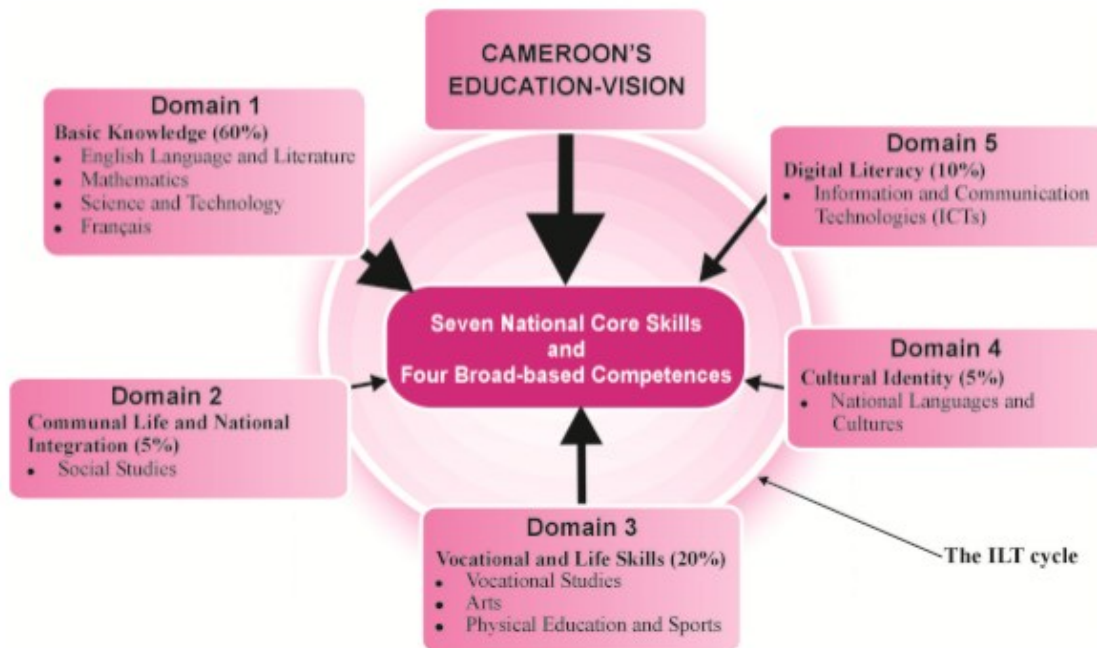 CAMEROON'S
EDUCATION-VISION
Domain 1
Basic Knowledge (60%)
• English Language and Literature
• Mathematics
• Science and Technology
• Français
Domain 5
Digital Literacy (10%)
• Information and Communication
Technologies (ICTs)
Seven National Core Skills
and
Four Broad-based Competences
Domain 2
Communal Life and National
Integration (5%)
• Social Studies
Domain 4
Cultural Identity (5%)
• National Languages and
Cultures
Domain 3
Vocational and Life Skills (20%)
• Vocational Studies
• Arts
• Physical Education and Sports
The ILT cycle